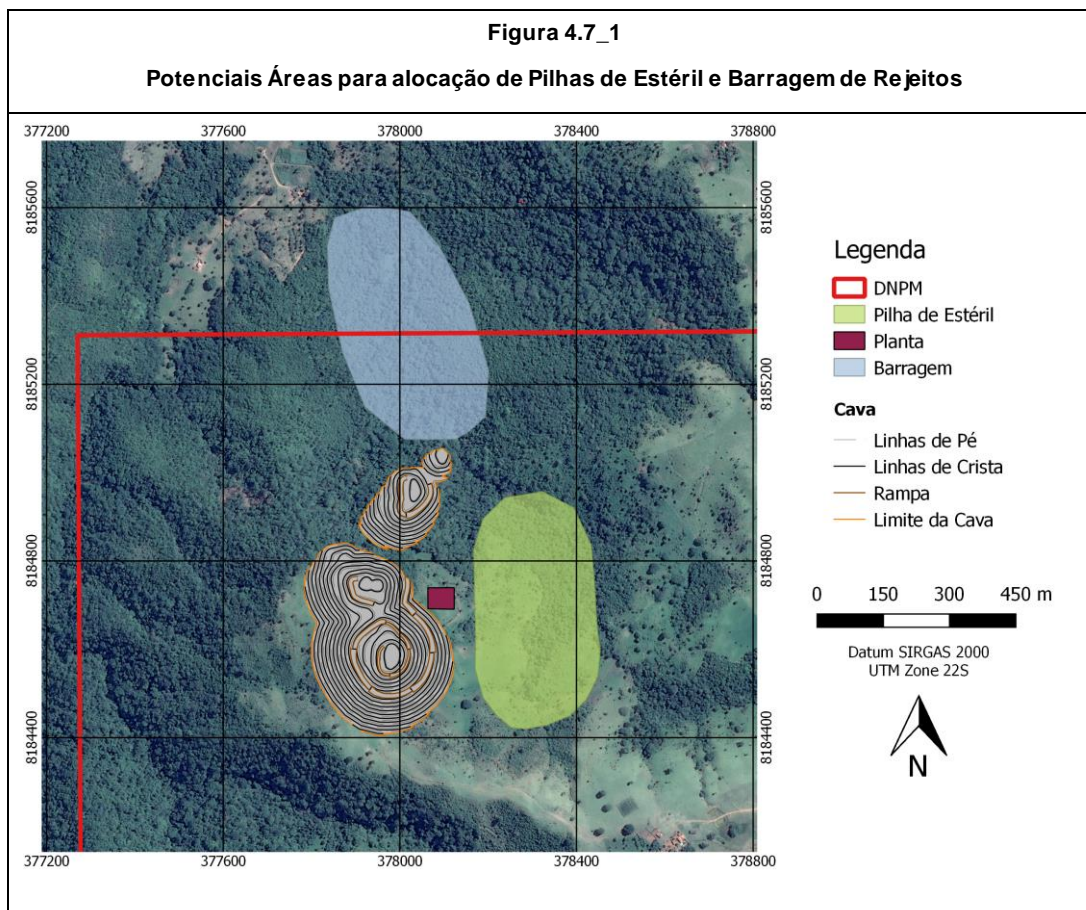 Figura 4.7_1
Potenciais Áreas para alocação de Pilhas de Estéril e Barragem de Rejeitos
377200 377600 378000 378400 378800
8185600 8185600
8185200 8185200
8184800 8184800
8184400 8184400
377200 377600 378000 378400 378800
Legenda
DNPM
Pilha de Estéril
Planta
Barragem
Cava
Linhas de Pé
Linhas de Crista
Rampa
Limite da Cava
0 150 300 450 m
Datum SIRGAS 2000
UTM Zone 22S
N